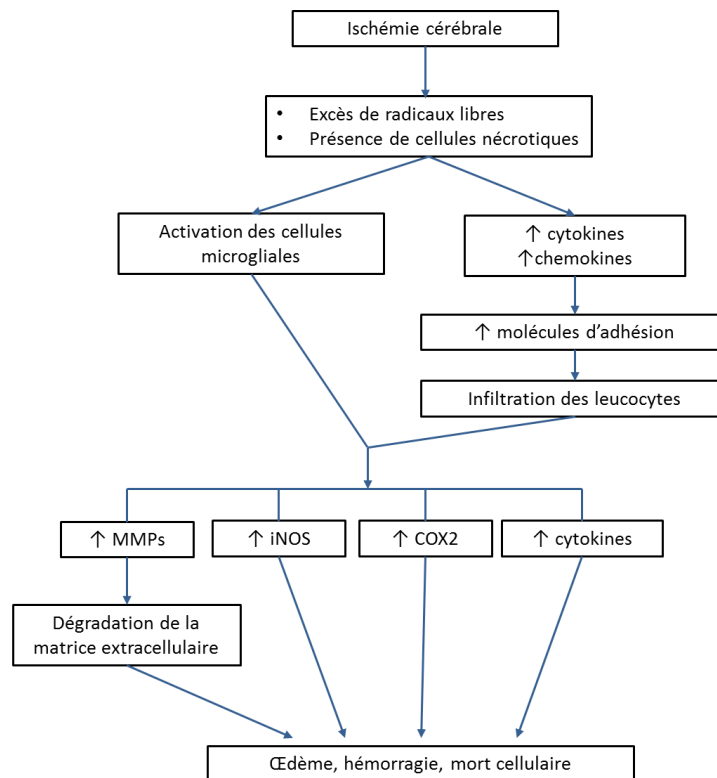 Ischémie cérébrale
• Excès de radicaux libres
• Présence de cellules nécrotiques
Activation des cellules
microgliales
↑ cytokines
↑chemokines
↑ molécules d'adhésion
Infiltration des leucocytes
↑ MMPs
↑ iNOS
↑ COX2
↑ cytokines
Dégradation de la
matrice extracellulaire
Œdème, hémorragie, mort cellulaire